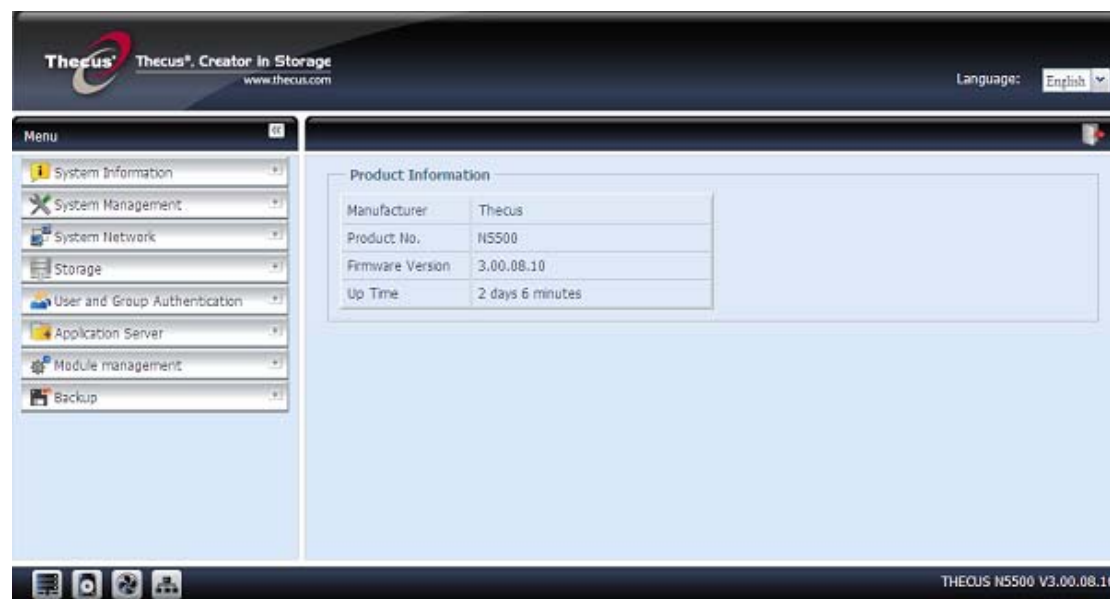 Thecus® Thecus®, Creator in Storage
www.thecus.com
Language: English
Menu
System Information
System Management
System Network
Storage
User and Group Authentication
Application Server
Module management
Backup
Product Information
Manufacturer Thecus
Product No. N5500
Firmware Version 3.00.08.10
Up Time 2 days 6 minutes
THECUS N5500 V3.00.08.10